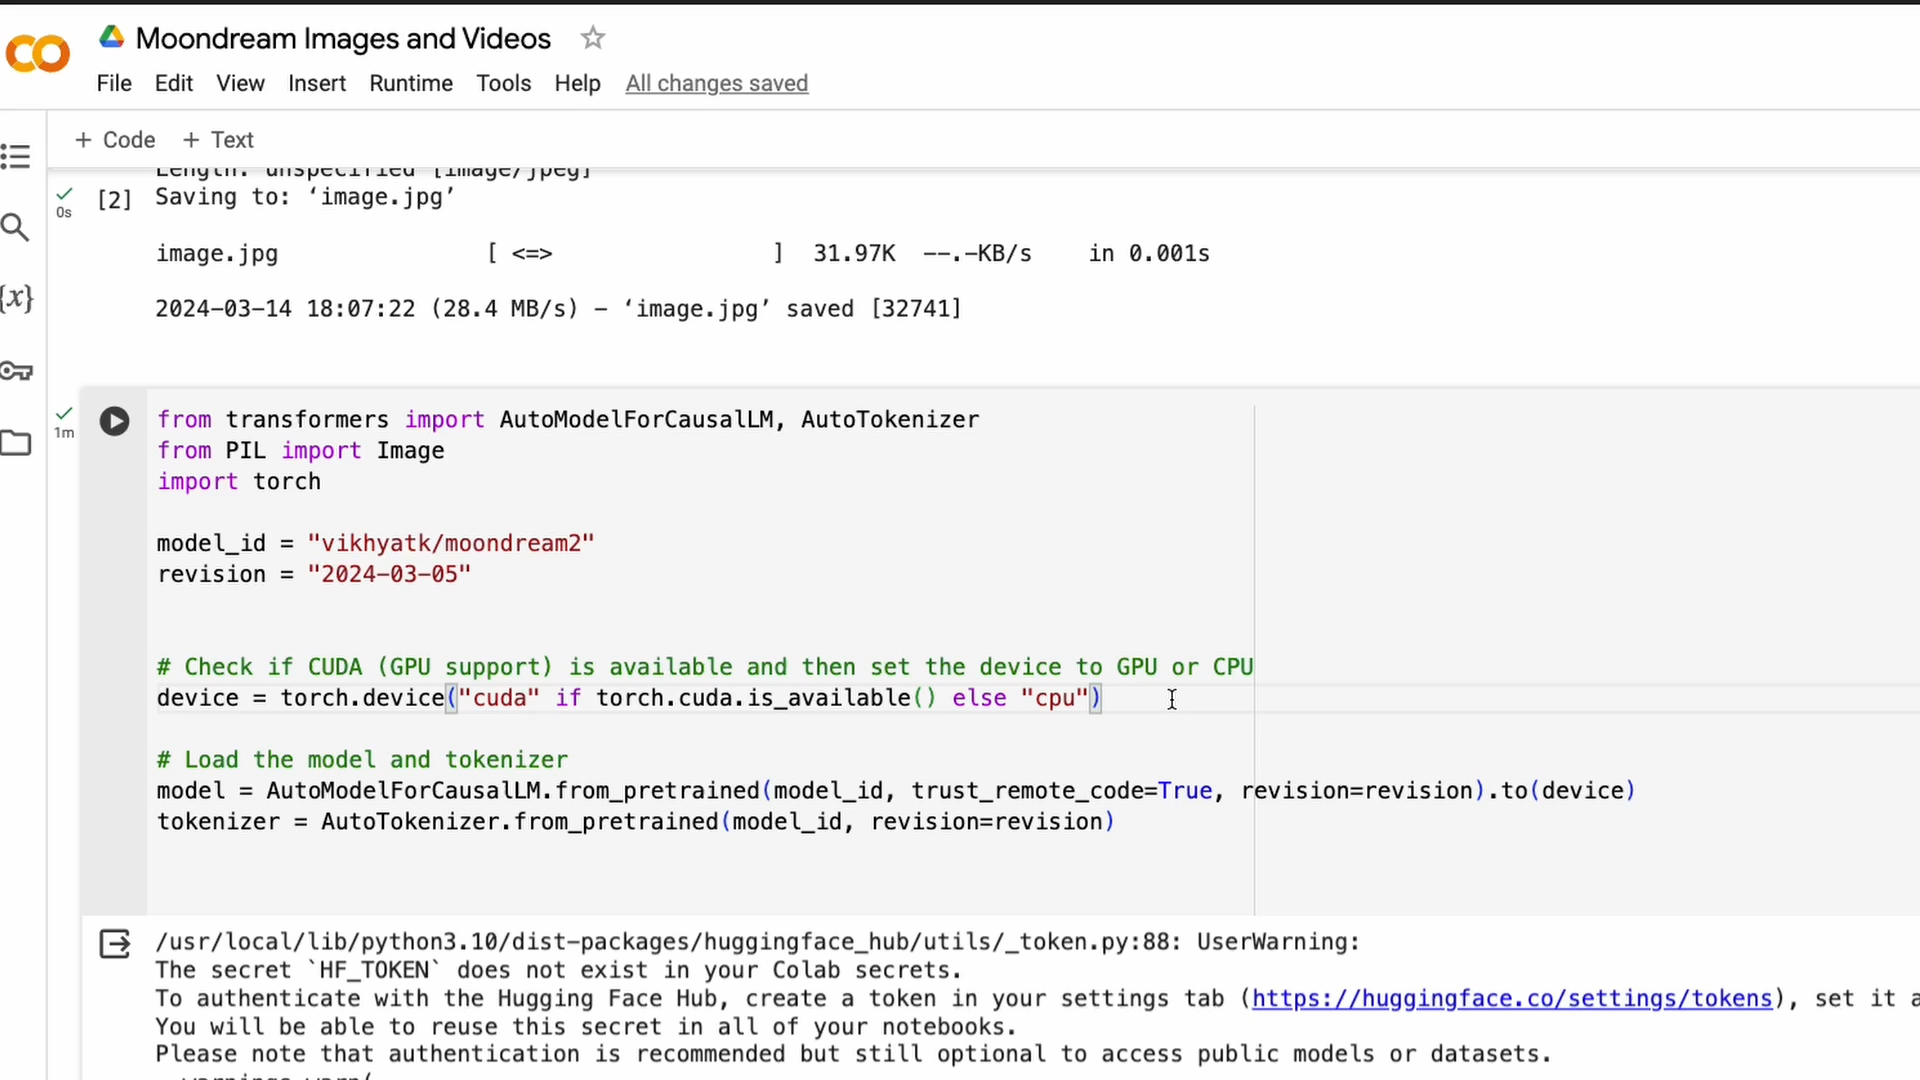 Moondream Images and Videos
File Edit View Insert Runtime Tools Help All changes saved
+ Code + Text
Length: unspecified [image/jpeg]
[2] Saving to: ‘image.jpg’
0s
image.jpg [ <=> ] 31.97K --.-KB/s in 0.001s
2024-03-14 18:07:22 (28.4 MB/s) - ‘image.jpg’ saved [32741]
{x}
1m
from transformers import AutoModelForCausalLM, AutoTokenizer
from PIL import Image
import torch
model_id = "vikhyatk/moondream2"
revision = "2024-03-05"
# Check if CUDA (GPU support) is available and then set the device to GPU or CPU
device = torch.device("cuda" if torch.cuda.is_available() else "cpu")
# Load the model and tokenizer
model = AutoModelForCausalLM.from_pretrained(model_id, trust_remote_code=True, revision=revision).to(device)
tokenizer = AutoTokenizer.from_pretrained(model_id, revision=revision)
/usr/local/lib/python3.10/dist-packages/huggingface_hub/utils/_token.py:88: UserWarning:
The secret `HF_TOKEN` does not exist in your Colab secrets.
To authenticate with the Hugging Face Hub, create a token in your settings tab (https://huggingface.co/settings/tokens), set it
You will be able to reuse this secret in all of your notebooks.
Please note that authentication is recommended but still optional to access public models or datasets.
warnings.warn(